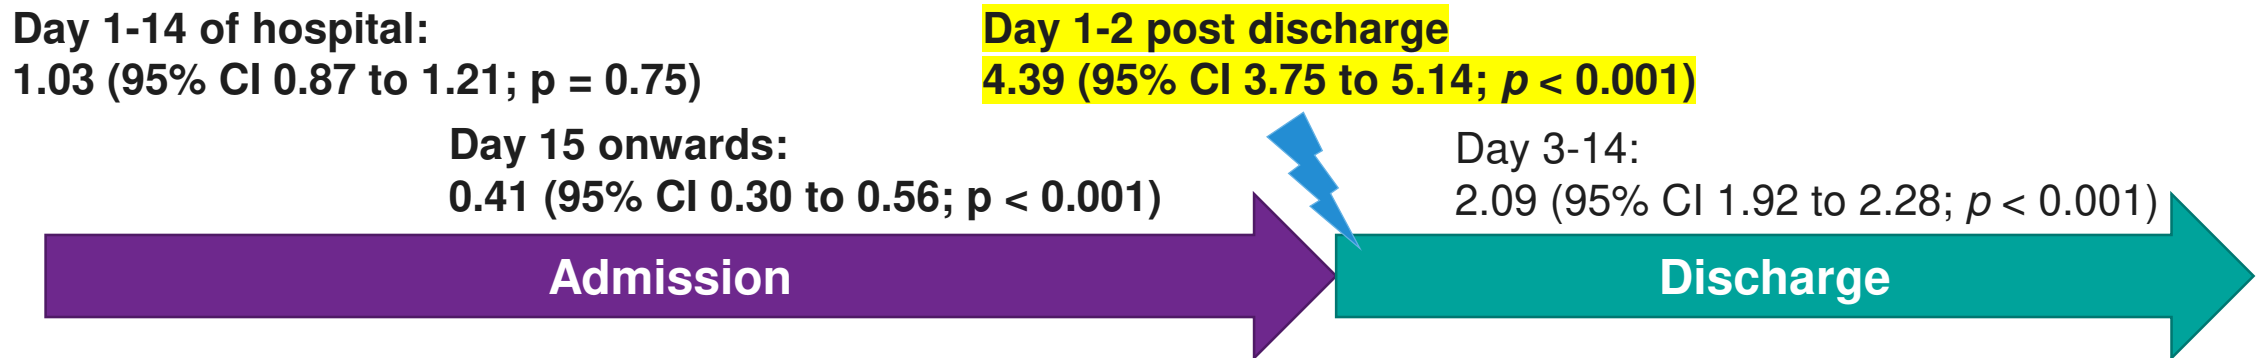 Day 1-14 of hospital:
1.03 (95% CI 0.87 to 1.21; p = 0.75)
Day 15 onwards:
0.41 (95% CI 0.30 to 0.56; p < 0.001)
Day 1-2 post discharge
4.39 (95% CI 3.75 to 5.14; p < 0.001)
Day 3-14:
2.09 (95% CI 1.92 to 2.28; p < 0.001)
Admission
Discharge